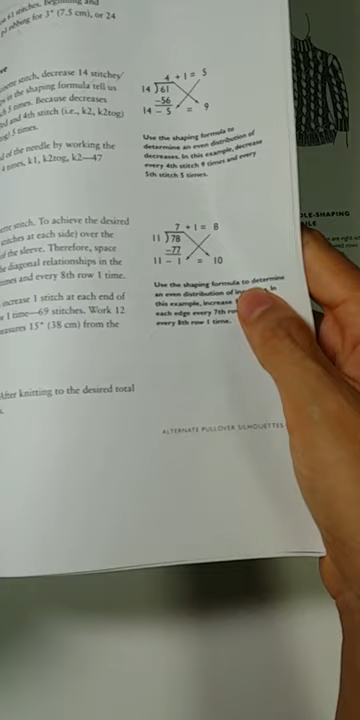 61 stitches. Beginning and
ribbing for 3" (7.5 cm), or 24
ve
stitch, decrease 14 stitches/
in the shaping formula tell us
5 times. Because decreases
and 4th stitch (i.e., k2, k2tog)
5 times.
of the needle by working the
times, k1, k2tog, k2—47
4 + 1 = 5
14 ) 61
-56
14 - 5 = 9
Use the shaping formula to
determine an even distribution of
decreases. In this example, decrease
every 4th stitch 9 times and every
5th stitch 5 times.
stitch. To achieve the desired
stitches at each side) over the
of the sleeve. Therefore, space
the diagonal relationships in the
times and every 8th row 1 time.
increase 1 stitch at each end of
1 time—69 stitches. Work 12
measures 15" (38 cm) from the
7 + 1 = 8
11 ) 78
-77
11 - 1 = 10
Use the shaping formula to determine
an even distribution of In
this example, increase
each edge every 7th
every 8th row 1 time.
After knitting to the desired total
ALTERNATE PULLOVER SILHOUETTES
OLE-SHAPING